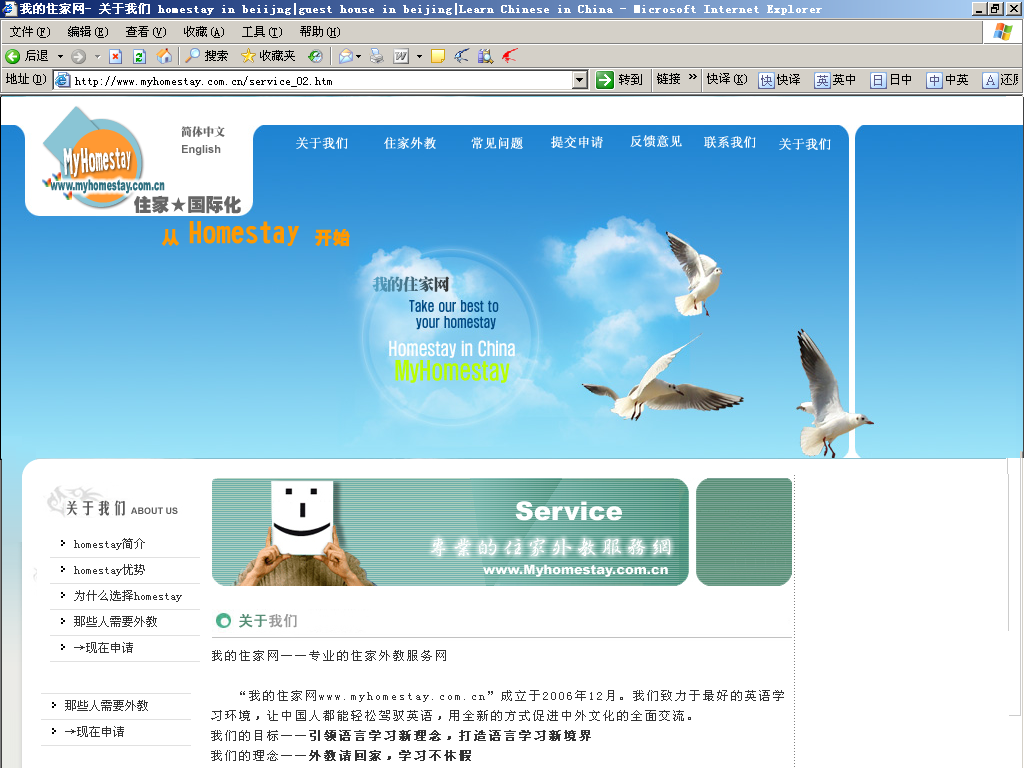 我的住家网- 关于我们 homestay in beiijng|guest house in beijing|Learn Chinese in China - Microsoft Internet Explorer
文件(F) 编辑(E) 查看(V) 收藏(A) 工具(T) 帮助(H)
后退 搜索 收藏夹
地址(D) http://www.myhomestay.com.cn/service_02.htm 转到 链接 » 快译(K) 快 快译 英 英中 日 日中 中 中英 A 还原
简体中文
English
关于我们 住家外教 常见问题 提交申请 反馈意见 联系我们 关于我们
MyHomestay
www.myhomestay.com.cn
住家★国际化
从 Homestay 开始
我的住家网
Take our best to
your homestay
Homestay in China
MyHomestay
关于我们 ABOUT US
homestay简介
homestay优势
为什么选择homestay
那些人需要外教
→现在申请
那些人需要外教
→现在申请
Service
專業的住家外教服務網
www.Myhomestay.com.cn
关于我们
我的住家网——专业的住家外教服务网
“我的住家网www.myhomestay.com.cn”成立于2006年12月。我们致力于最好的英语学
习环境，让中国人都能轻松驾驭英语，用全新的方式促进中外文化的全面交流。
我们的目标——引领语言学习新理念，打造语言学习新境界
我们的理念——外教请回家，学习不休假